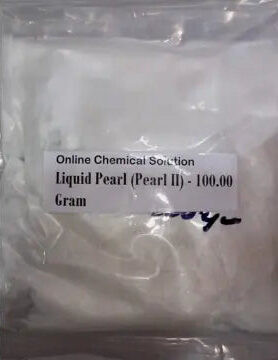 Online Chemical Solution
Liquid Pearl (Pearl II) - 100.00
Gram